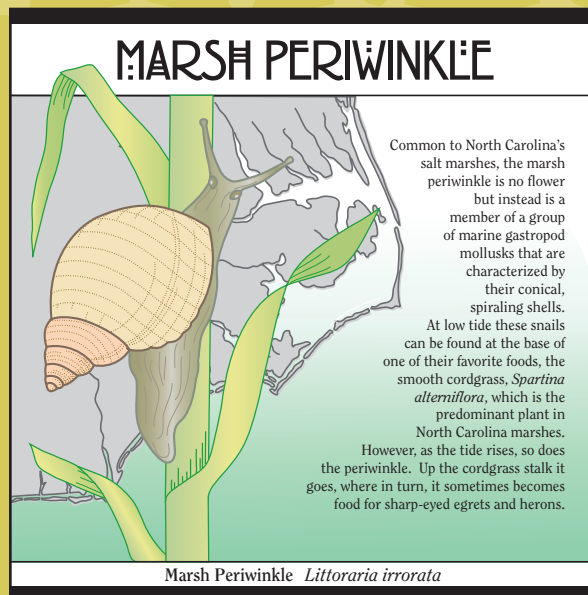 MARSH PERIWINKLE
Common to North Carolina's
salt marshes, the marsh
periwinkle is no flower
but instead is a
member of a group
of marine gastropod
mollusks that are
characterized by
their conical,
spiraling shells.
At low tide these snails
can be found at the base of
one of their favorite foods, the
smooth cordgrass, Spartina
alterniflora, which is the
predominant plant in
North Carolina marshes.
However, as the tide rises, so does
the periwinkle.  Up the cordgrass stalk it
goes, where in turn, it sometimes becomes
food for sharp-eyed egrets and herons.
Marsh Periwinkle  Littoraria irrorata